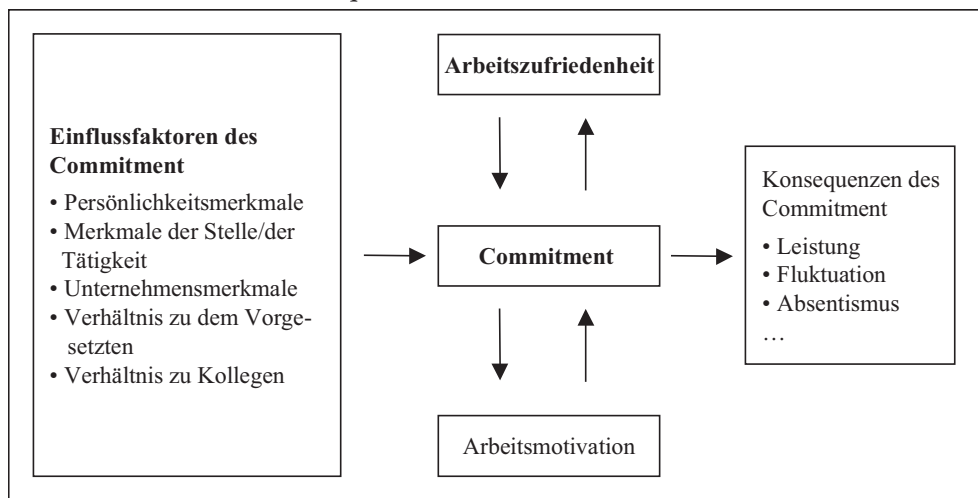 Arbeitszufriedenheit
Einflussfaktoren des
Commitment
• Persönlichkeitsmerkmale
• Merkmale der Stelle/der
Tätigkeit
• Unternehmensmerkmale
• Verhältnis zu dem Vorge-
setzten
• Verhältnis zu Kollegen
Commitment
Arbeitsmotivation
Konsequenzen des
Commitment
• Leistung
• Fluktuation
• Absentismus
…